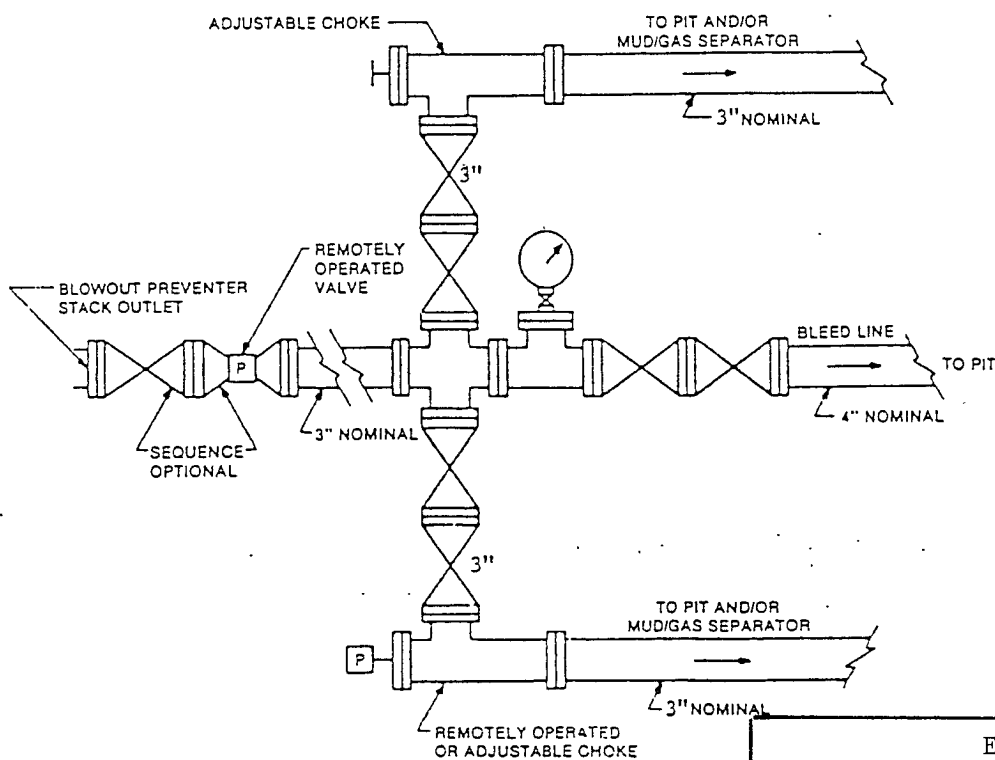 ADJUSTABLE CHOKE
TO PIT AND/OR
MUD/GAS SEPARATOR
3" NOMINAL
3"
REMOTELY
OPERATED
VALVE
BLOWOUT PREVENTER
STACK OUTLET
P
BLEED LINE
TO PIT
3" NOMINAL
4" NOMINAL
SEQUENCE
OPTIONAL
3"
TO PIT AND/OR
MUD/GAS SEPARATOR
P
3" NOMINAL
REMOTELY OPERATED
OR ADJUSTABLE CHOKE
E